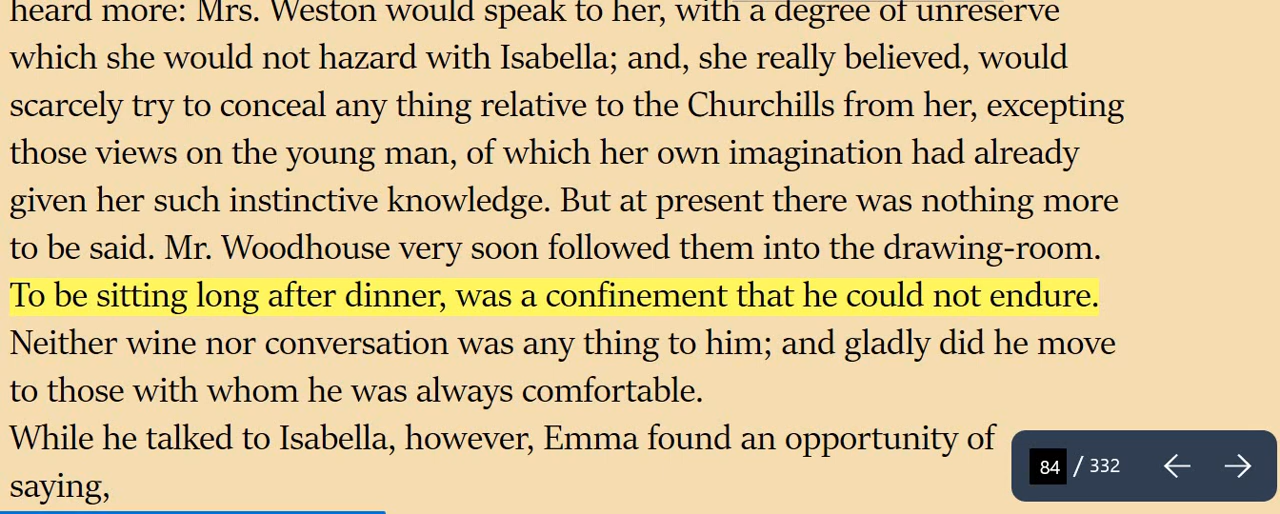 heard more: Mrs. Weston would speak to her, with a degree of unreserve
which she would not hazard with Isabella; and, she really believed, would
scarcely try to conceal any thing relative to the Churchills from her, excepting
those views on the young man, of which her own imagination had already
given her such instinctive knowledge. But at present there was nothing more
to be said. Mr. Woodhouse very soon followed them into the drawing-room.
To be sitting long after dinner, was a confinement that he could not endure.
Neither wine nor conversation was any thing to him; and gladly did he move
to those with whom he was always comfortable.
While he talked to Isabella, however, Emma found an opportunity of
saying,
84 / 332